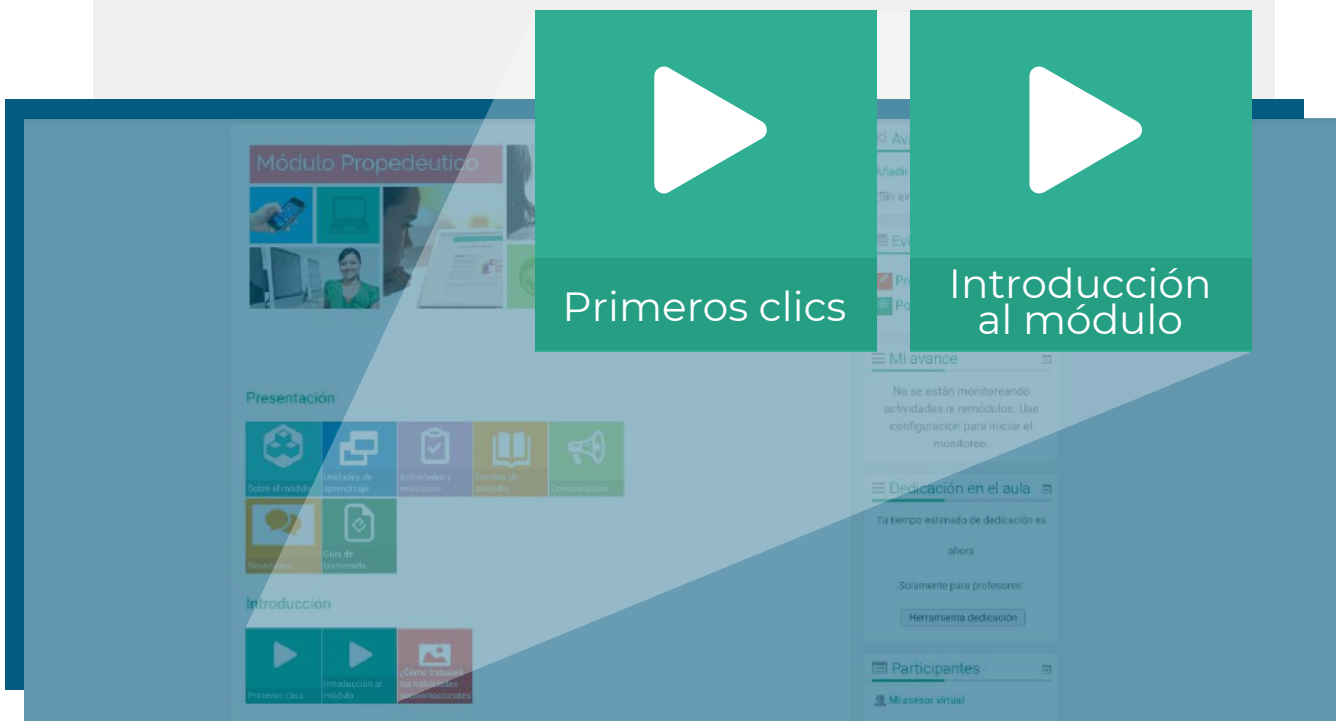 Primeros clics
Introducción
al módulo
Módulo Propedéutico
Presentación
Sobre el módulo
Unidades de
aprendizaje
Actividades y
evaluación
Fuentes de
consulta
Comunicación
Novedades
Guía de
bienvenida
Introducción
Primeros clics
Introducción al
módulo
¿Cómo trabajará
las habilidades
socioemocionales
Añadir
Mi avance
No se están monitoreando
actividades ni remódulos. Use
configuración para iniciar el
monitoreo.
Dedicación en el aula
Tu tiempo estimado de dedicación es
ahora
Solamente para profesores:
Herramienta dedicación
Participantes
Mi asesor virtual